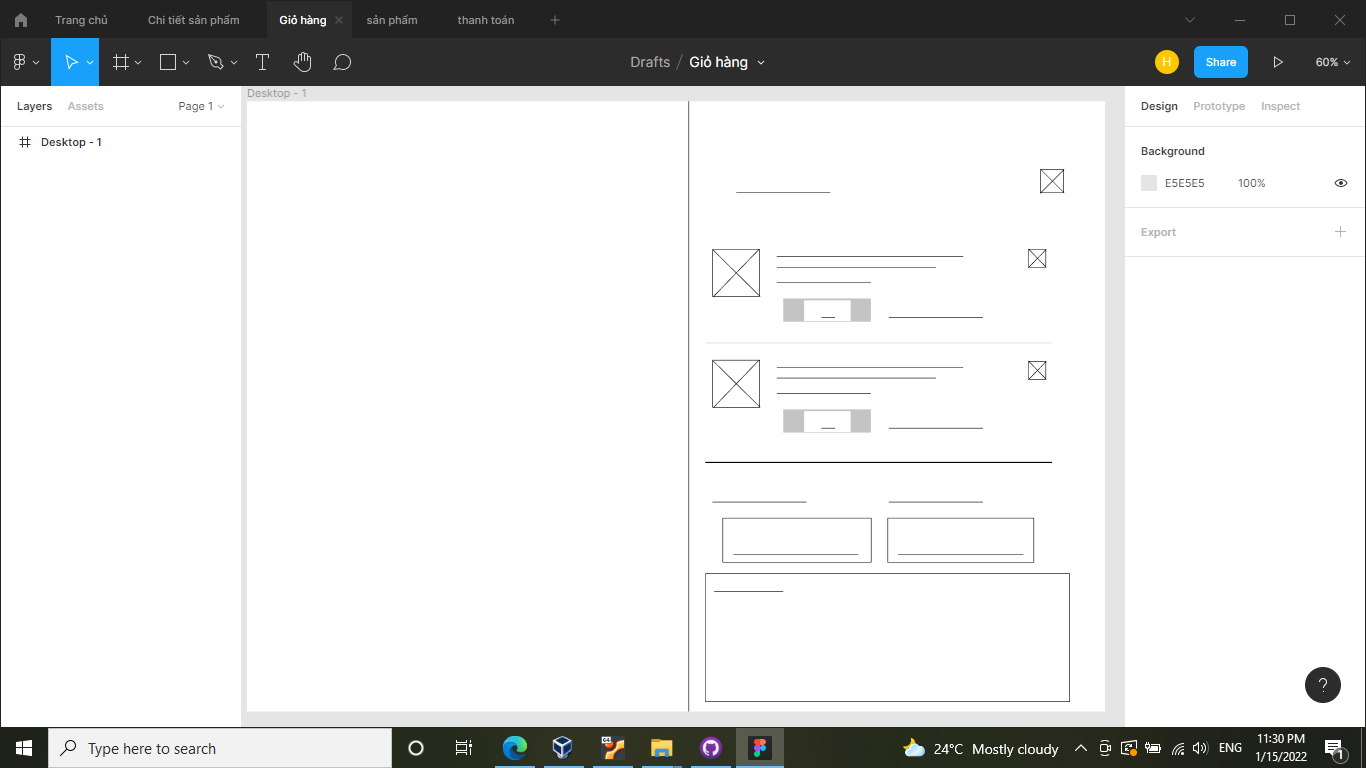 Trang chủ
Chi tiết sản phẩm
Giỏ hàng
sản phẩm
thanh toán
Drafts / Giỏ hàng
H
Share
60%
Layers
Assets
Page 1
Desktop - 1
Desktop - 1
Design
Prototype
Inspect
Background
E5E5E5
100%
Export
?
Type here to search
64
24°C Mostly cloudy
ENG
11:30 PM
1/15/2022
1